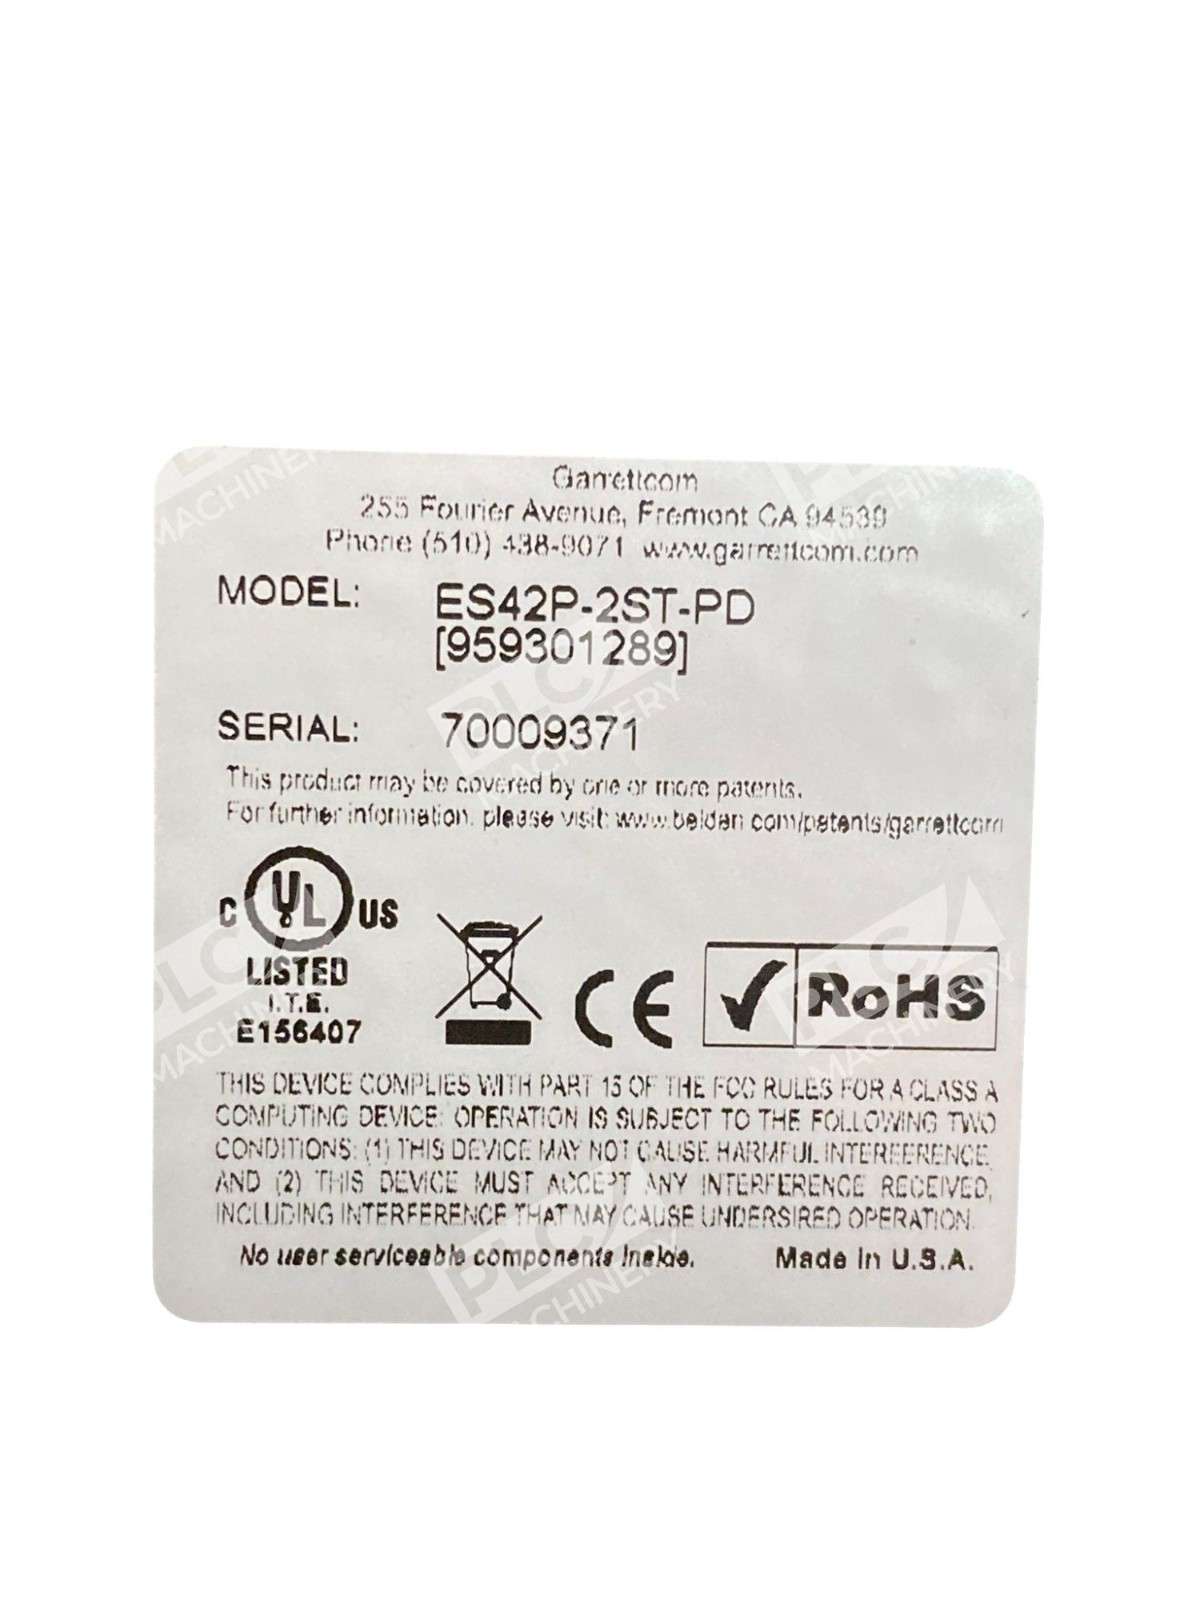 Garrettcom
255 Fourier Avenue, Fremont CA 94539
Phone (510) 438-9071 www.garrettcom.com
MODEL: ES42P-2ST-PD
[959301289]
SERIAL: 70009371
This product may be covered by one or more patents.
For further information, please visit: www.belden.com/patents/garrettcom
C UL US
LISTED
I.T.E.
E156407
CE
RoHS
THIS DEVICE COMPLIES WITH PART 15 OF THE FCC RULES FOR A CLASS A
COMPUTING DEVICE. OPERATION IS SUBJECT TO THE FOLLOWING TWO
CONDITIONS: (1) THIS DEVICE MAY NOT CAUSE HARMFUL INTERFERENCE,
AND (2) THIS DEVICE MUST ACCEPT ANY INTERFERENCE RECEIVED,
INCLUDING INTERFERENCE THAT MAY CAUSE UNDERSIRED OPERATION.
No user serviceable components inside. Made in U.S.A.
PLC MACHINERY